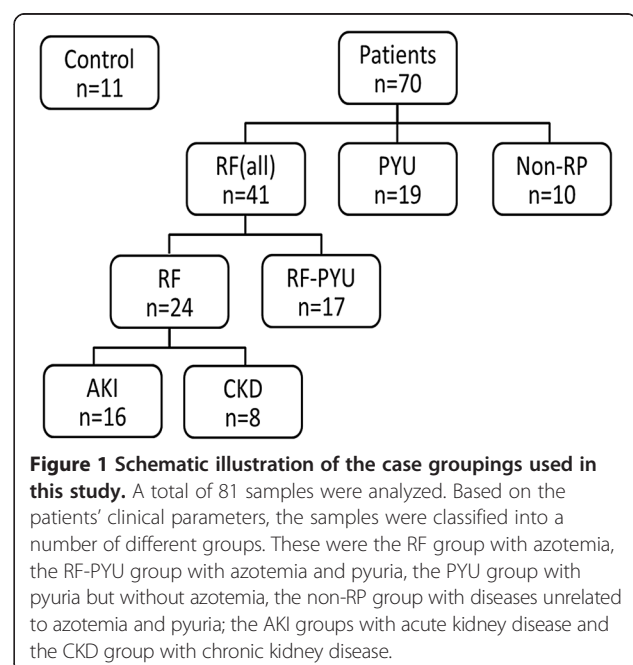 Control
n=11
Patients
n=70
RF(all)
n=41
PYU
n=19
Non-RP
n=10
RF
n=24
RF-PYU
n=17
AKI
n=16
CKD
n=8
Figure 1 Schematic illustration of the case groupings used in
this study. A total of 81 samples were analyzed. Based on the
patients' clinical parameters, the samples were classified into a
number of different groups. These were the RF group with azotemia,
the RF-PYU group with azotemia and pyuria, the PYU group with
pyuria but without azotemia, the non-RP group with diseases unrelated
to azotemia and pyuria; the AKI groups with acute kidney disease and
the CKD group with chronic kidney disease.